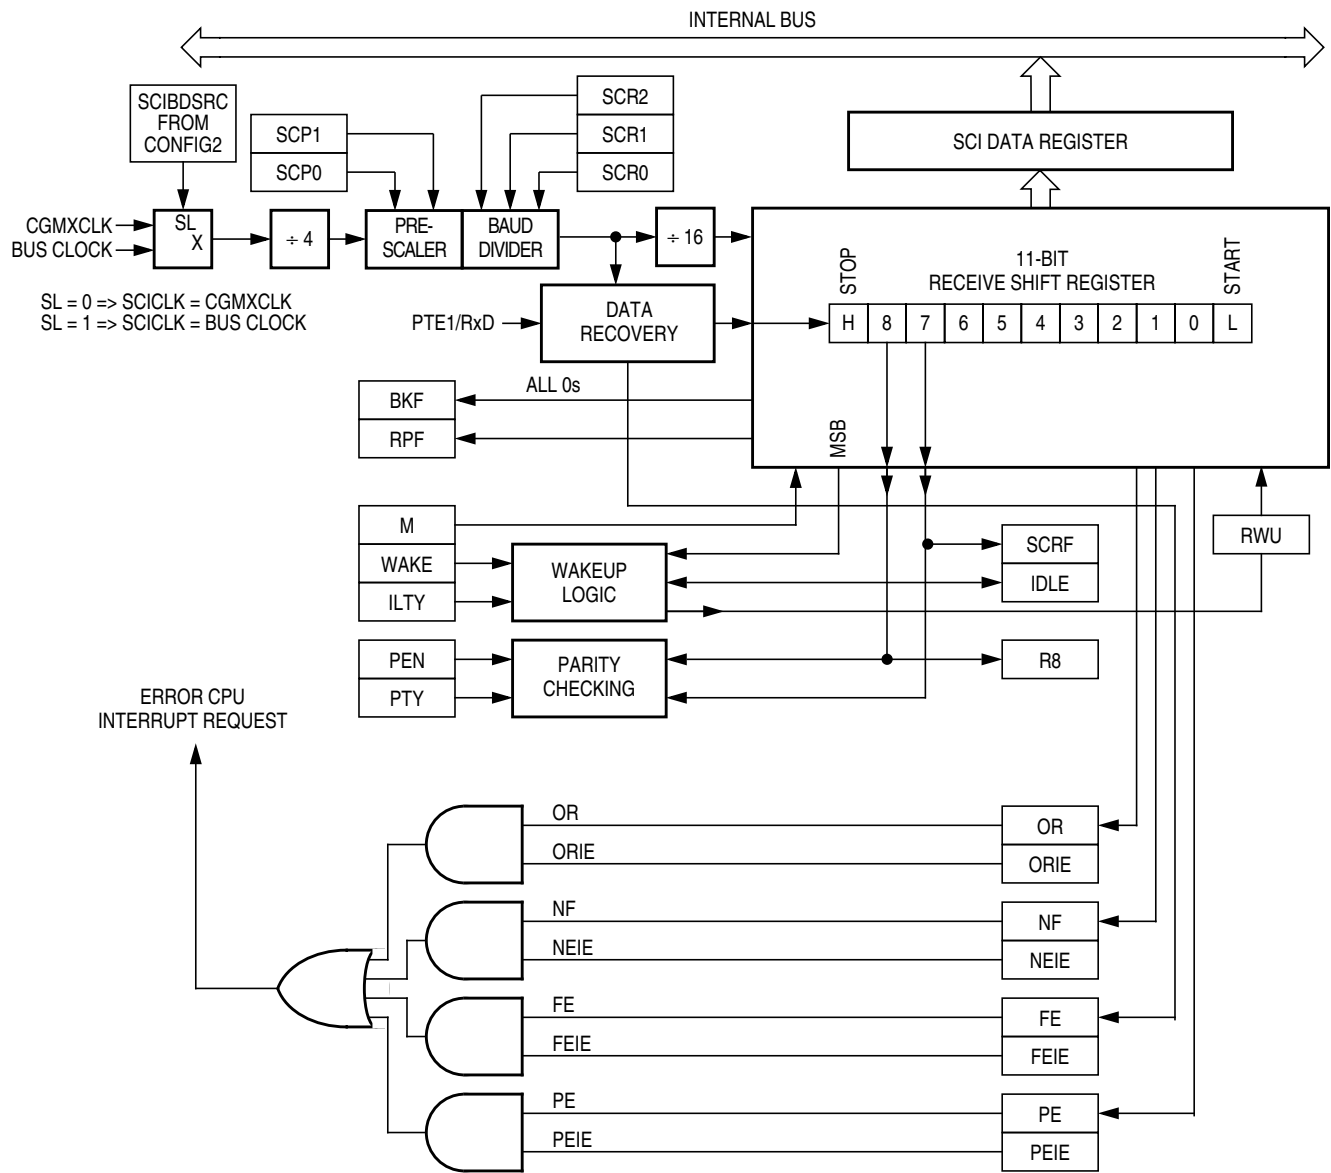 INTERNAL BUS
SCIBDSRC
FROM
CONFIG2
SCP1
SCP0
SCR2
SCR1
SCR0
SCI DATA REGISTER
CGMXCLK
BUS CLOCK
SL
X
÷ 4
PRE-
SCALER
BAUD
DIVIDER
÷ 16
SL = 0 => SCICLK = CGMXCLK
SL = 1 => SCICLK = BUS CLOCK
PTE1/RxD
DATA
RECOVERY
STOP
11-BIT
RECEIVE SHIFT REGISTER
START
H 8 7 6 5 4 3 2 1 0 L
ALL 0s
BKF
RPF
MSB
M
WAKE
ILTY
WAKEUP
LOGIC
SCRF
IDLE
RWU
PEN
PTY
PARITY
CHECKING
R8
ERROR CPU
INTERRUPT REQUEST
OR
ORIE
OR
ORIE
NF
NEIE
NF
NEIE
FE
FEIE
FE
FEIE
PE
PEIE
PE
PEIE